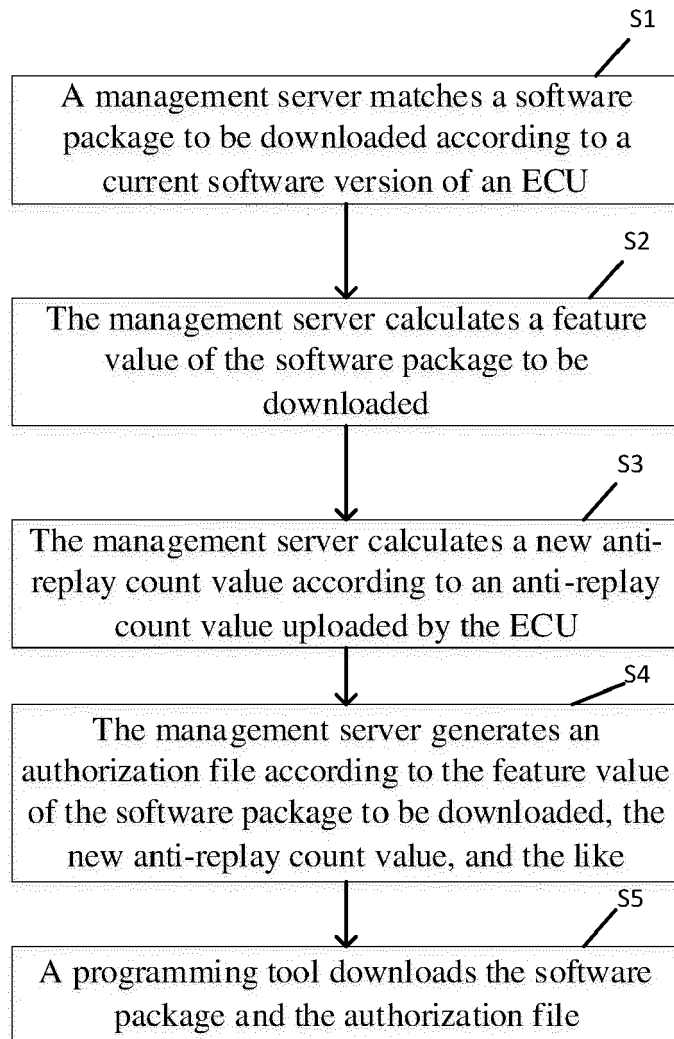 S1
A management server matches a software
package to be downloaded according to a
current software version of an ECU
S2
The management server calculates a feature
value of the software package to be
downloaded
S3
The management server calculates a new anti-
replay count value according to an anti-replay
count value uploaded by the ECU
S4
The management server generates an
authorization file according to the feature value
of the software package to be downloaded, the
new anti-replay count value, and the like
S5
A programming tool downloads the software
package and the authorization file